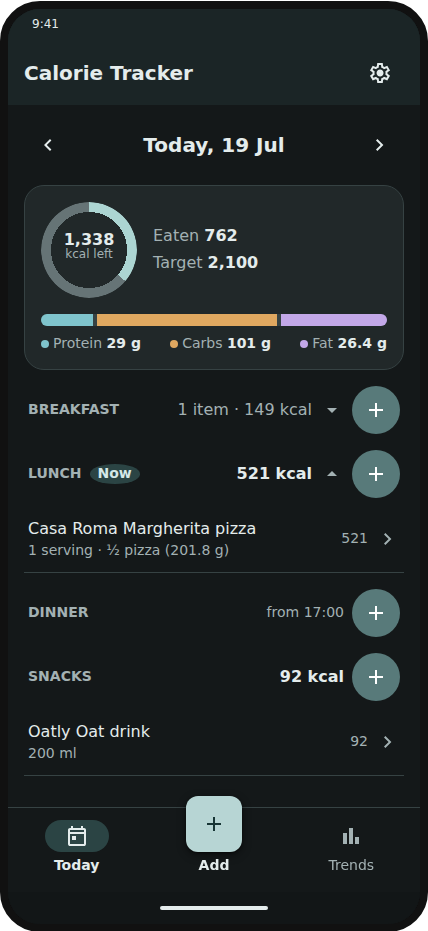 9:41
Calorie Tracker
Today, 19 Jul
1,338
kcal left
Eaten 762
Target 2,100
Protein 29 g
Carbs 101 g
Fat 26.4 g
BREAKFAST
1 item · 149 kcal
LUNCH Now
521 kcal
Casa Roma Margherita pizza
1 serving · ½ pizza (201.8 g)
521
DINNER
from 17:00
SNACKS
92 kcal
Oatly Oat drink
200 ml
92
Today
Add
Trends